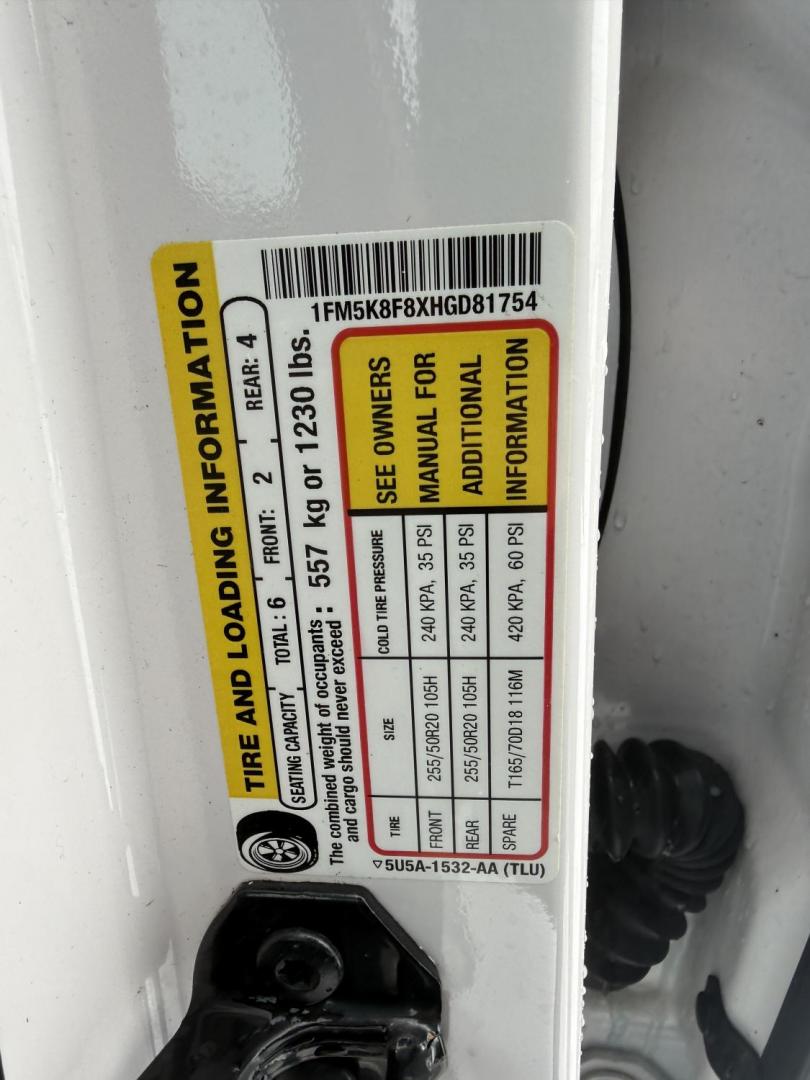 1FM5K8F8XHGD81754
TIRE AND LOADING INFORMATION
SEATING CAPACITY TOTAL: 6 FRONT: 2 REAR: 4
The combined weight of occupants
and cargo should never exceed : 557 kg or 1230 lbs.
TIRE SIZE COLD TIRE PRESSURE
FRONT 255/50R20 105H 240 KPA, 35 PSI
REAR 255/50R20 105H 240 KPA, 35 PSI
SPARE T165/70D18 116M 420 KPA, 60 PSI
SEE OWNERS
MANUAL FOR
ADDITIONAL
INFORMATION
5U5A-1532-AA (TLU)